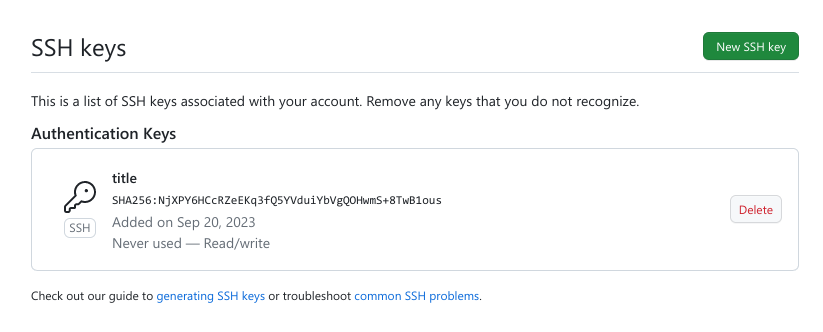 SSH keys
New SSH key
This is a list of SSH keys associated with your account. Remove any keys that you do not recognize.
Authentication Keys
title
SHA256:NjXPY6HCcRZeEKq3fQ5YVduiYbVgQOHwmS+8TwB1ous
SSH
Added on Sep 20, 2023
Never used — Read/write
Delete
Check out our guide to generating SSH keys or troubleshoot common SSH problems.